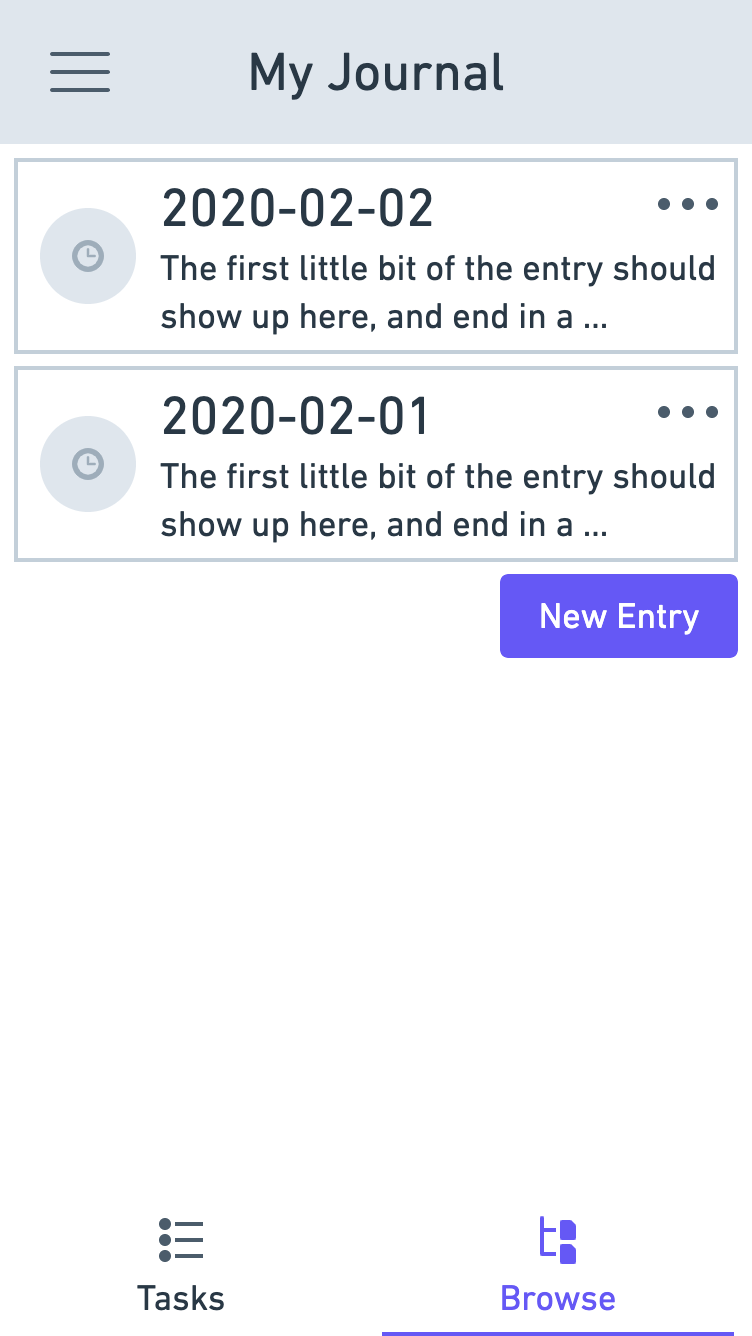 My Journal
2020-02-02
The first little bit of the entry should
show up here, and end in a ...
2020-02-01
The first little bit of the entry should
show up here, and end in a ...
New Entry
Tasks
Browse